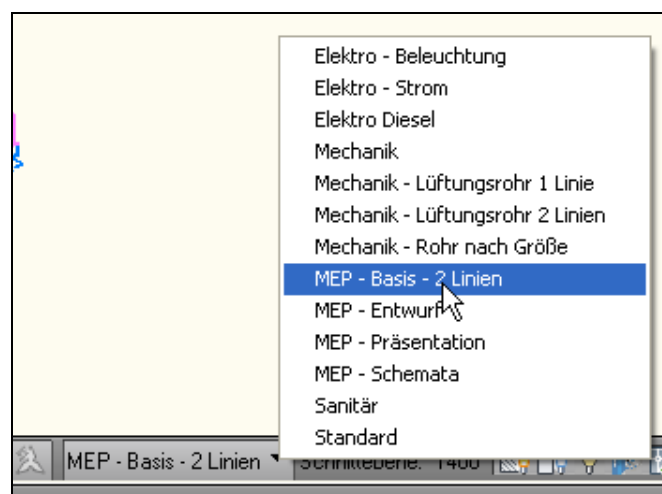 Elektro - Beleuchtung
Elektro - Strom
Elektro Diesel
Mechanik
Mechanik - Lüftungsrohr 1 Linie
Mechanik - Lüftungsrohr 2 Linien
Mechanik - Rohr nach Größe
MEP - Basis - 2 Linien
MEP - Entwurf
MEP - Präsentation
MEP - Schemata
Sanitär
Standard
MEP - Basis - 2 Linien Schnittebene: 1400